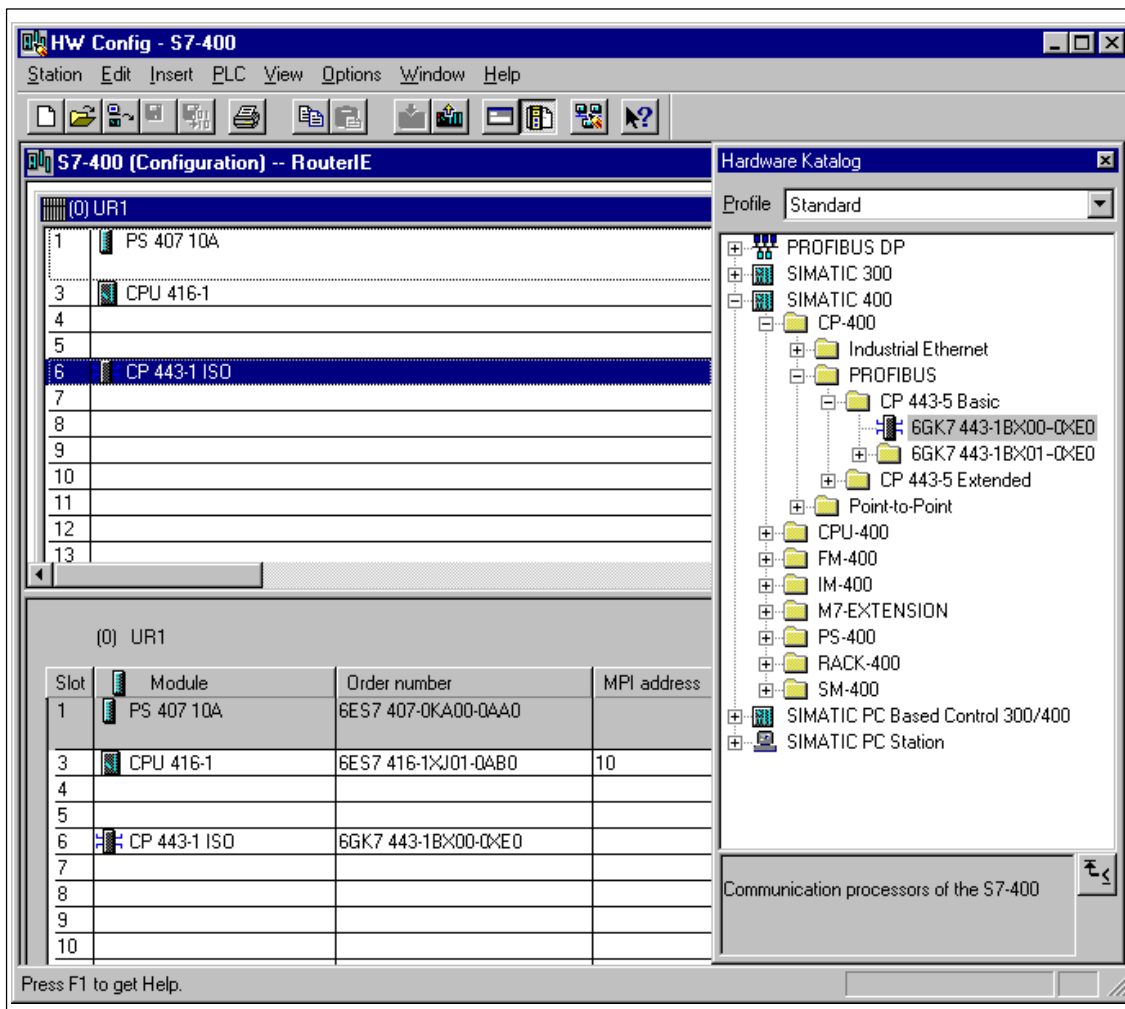 HW Config - S7-400
Station Edit Insert PLC View Options Window Help
S7-400 (Configuration) -- RouterIE
(0) UR1
1 PS 407 10A
3 CPU 416-1
4
5
6 CP 443-1 ISO
7
8
9
10
11
12
13
(0) UR1
Slot Module Order number MPI address
1 PS 407 10A 6ES7 407-0KA00-0AA0
3 CPU 416-1 6ES7 416-1XJ01-0AB0 10
4
5
6 CP 443-1 ISO 6GK7 443-1BX00-0XE0
7
8
9
10
Hardware Katalog
Profile Standard
PROFIBUS DP
SIMATIC 300
SIMATIC 400
CP-400
Industrial Ethernet
PROFIBUS
CP 443-5 Basic
6GK7 443-1BX00-0XE0
6GK7 443-1BX01-0XE0
CP 443-5 Extended
Point-to-Point
CPU-400
FM-400
IM-400
M7-EXTENSION
PS-400
RACK-400
SM-400
SIMATIC PC Based Control 300/400
SIMATIC PC Station
Communication processors of the S7-400
Press F1 to get Help.